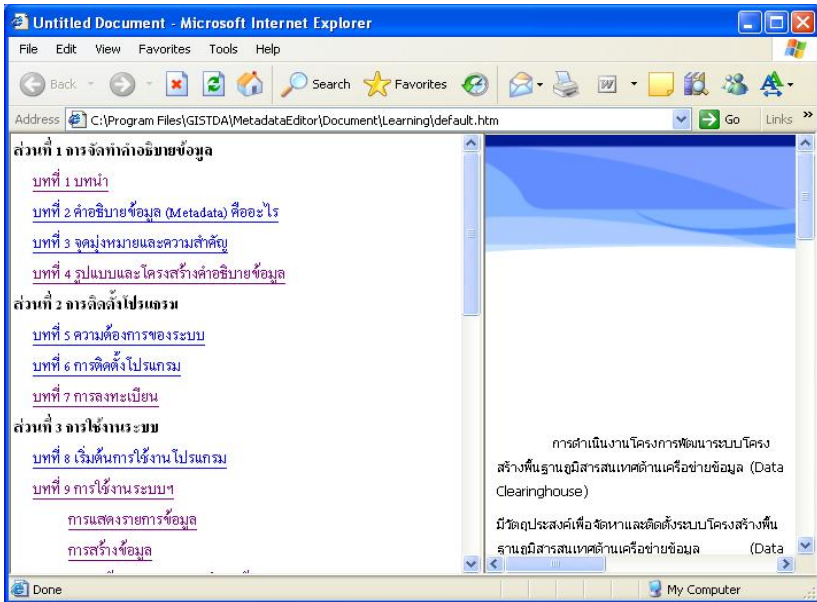 Untitled Document - Microsoft Internet Explorer
File Edit View Favorites Tools Help
Back Search Favorites
Address C:\Program Files\GISTDA\MetadataEditor\Document\Learning\default.htm Go Links »
ส่วนที่ 1 การจัดทำคำอธิบายข้อมูล
บทที่ 1 บทนำ
บทที่ 2 คำอธิบายข้อมูล (Metadata) คืออะไร
บทที่ 3 จุดมุ่งหมายและความสำคัญ
บทที่ 4 รูปแบบและโครงสร้างคำอธิบายข้อมูล
ส่วนที่ 2 การติดตั้งโปรแกรม
บทที่ 5 ความต้องการของระบบ
บทที่ 6 การติดตั้งโปรแกรม
บทที่ 7 การลงทะเบียน
ส่วนที่ 3 การใช้งานระบบ
บทที่ 8 เริ่มต้นการใช้งานโปรแกรม
บทที่ 9 การใช้งานระบบฯ
การแสดงรายการข้อมูล
การสร้างข้อมูล
การดำเนินงานโครงการพัฒนาระบบโครง
สร้างพื้นฐานภูมิสารสนเทศด้านเครือข่ายข้อมูล (Data
Clearinghouse)
มีวัตถุประสงค์เพื่อจัดหาและติดตั้งระบบโครงสร้างพื้น
ฐานภูมิสารสนเทศด้านเครือข่ายข้อมูล (Data
Done My Computer